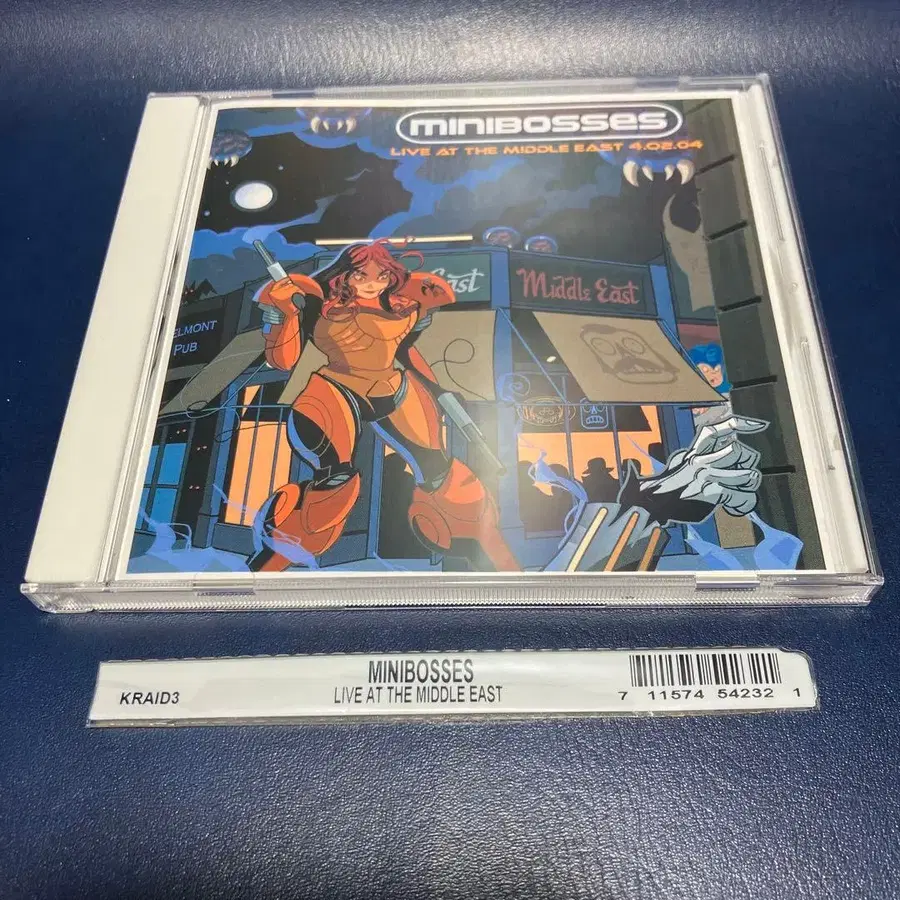 MINIBOSSES
LIVE AT THE MIDDLE EAST 4.02.04
East
Middle East
ELMONT
PUB
KRAID3
MINIBOSSES
LIVE AT THE MIDDLE EAST
7 11574 54232 1